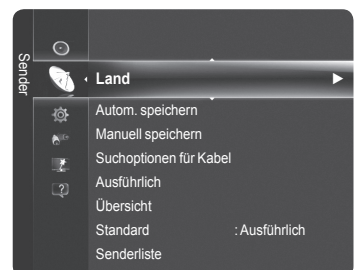 Sender
Land
Autom. speichern
Manuell speichern
Suchoptionen für Kabel
Ausführlich
Übersicht
Standard : Ausführlich
Senderliste